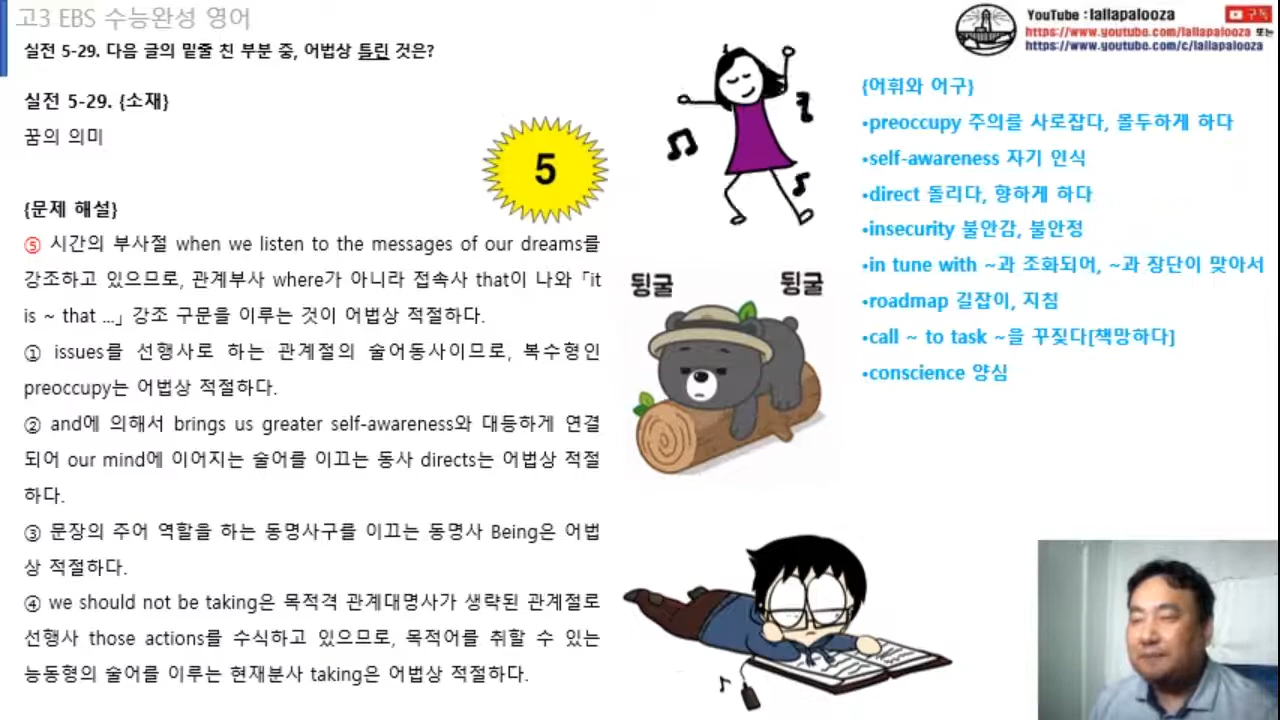 고3 EBS 수능완성 영어
실전 5-29. 다음 글의 밑줄 친 부분 중, 어법상 틀린 것은?
실전 5-29. {소재}
꿈의 의미
5
{문제 해설}
⑤ 시간의 부사절 when we listen to the messages of our dreams를
강조하고 있으므로, 관계부사 where가 아니라 접속사 that이 나와 「it
is ~ that ...」 강조 구문을 이루는 것이 어법상 적절하다.
① issues를 선행사로 하는 관계절의 술어동사이므로, 복수형인
preoccupy는 어법상 적절하다.
② and에 의해서 brings us greater self-awareness와 대등하게 연결
되어 our mind에 이어지는 술어를 이끄는 동사 directs는 어법상 적절
하다.
③ 문장의 주어 역할을 하는 동명사구를 이끄는 동명사 Being은 어법
상 적절하다.
④ we should not be taking은 목적격 관계대명사가 생략된 관계절로
선행사 those actions를 수식하고 있으므로, 목적어를 취할 수 있는
능동형의 술어를 이루는 현재분사 taking은 어법상 적절하다.
뒹굴
뒹굴
YouTube : lallapalooza
구독
https://www.youtube.com/lallapalooza 또는
https://www.youtube.com/c/lallapalooza
{어휘와 어구}
•preoccupy 주의를 사로잡다, 몰두하게 하다
•self-awareness 자기 인식
•direct 돌리다, 향하게 하다
•insecurity 불안감, 불안정
•in tune with ~과 조화되어, ~과 장단이 맞아서
•roadmap 길잡이, 지침
•call ~ to task ~을 꾸짖다[책망하다]
•conscience 양심